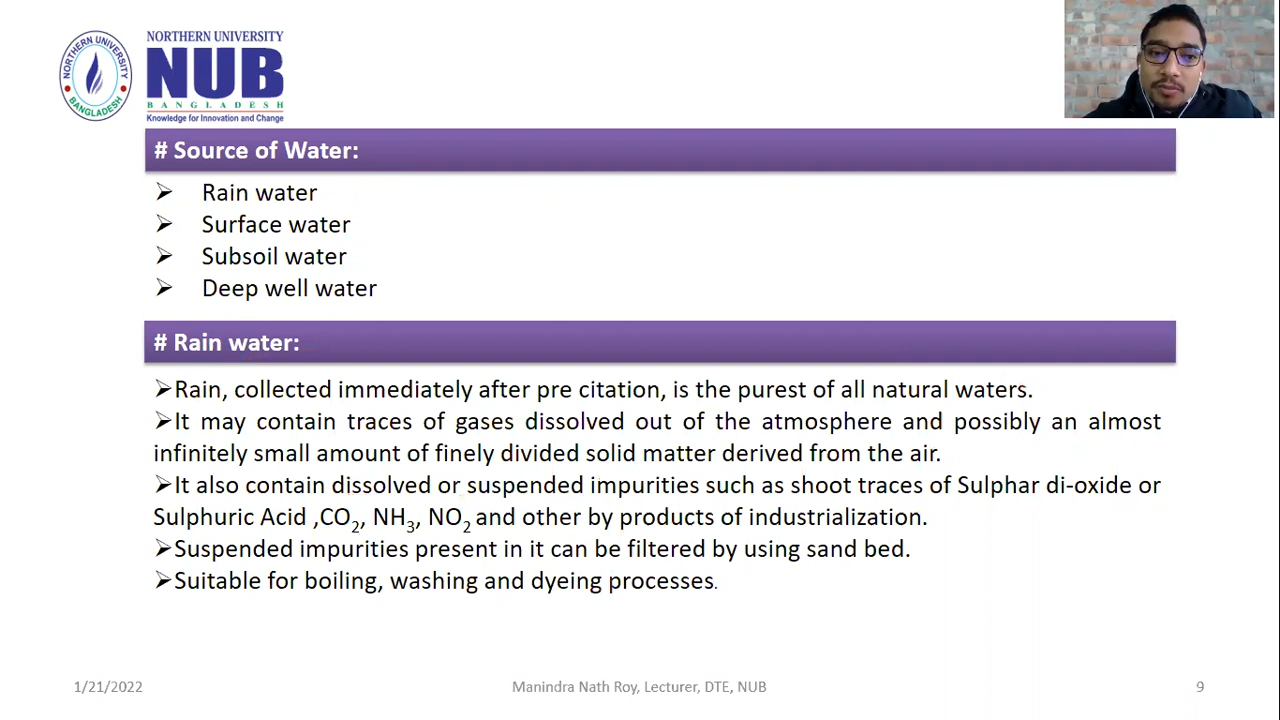 NORTHERN UNIVERSITY
BANGLADESH
NORTHERN UNIVERSITY
NUB
BANGLADESH
Knowledge for Innovation and Change
# Source of Water:
➢ Rain water
➢ Surface water
➢ Subsoil water
➢ Deep well water
# Rain water:
➢Rain, collected immediately after pre citation, is the purest of all natural waters.
➢It may contain traces of gases dissolved out of the atmosphere and possibly an almost
infinitely small amount of finely divided solid matter derived from the air.
➢It also contain dissolved or suspended impurities such as shoot traces of Sulphar di-oxide or
Sulphuric Acid ,CO₂, NH₃, NO₂ and other by products of industrialization.
➢Suspended impurities present in it can be filtered by using sand bed.
➢Suitable for boiling, washing and dyeing processes.
1/21/2022
Manindra Nath Roy, Lecturer, DTE, NUB
9